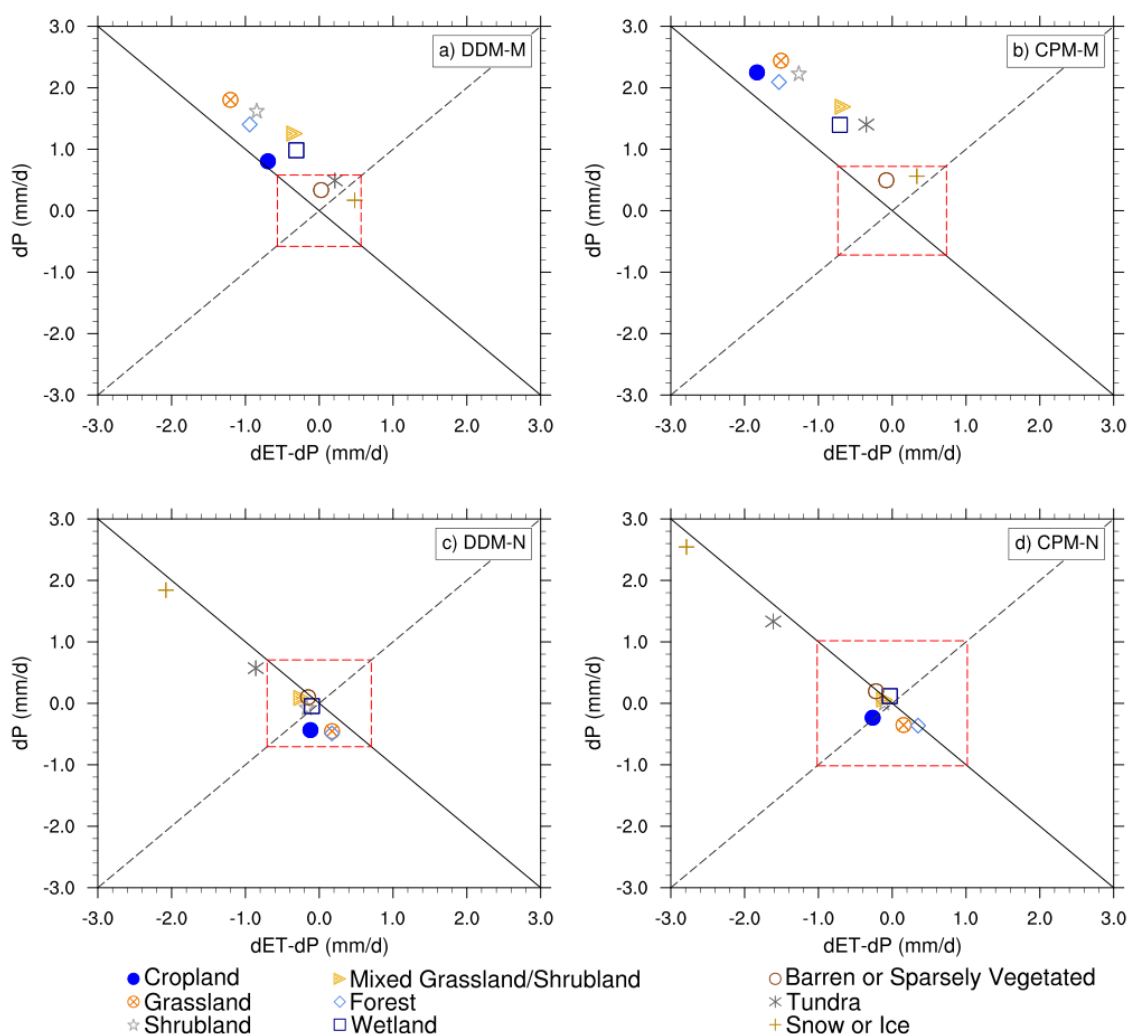 a) DDM-M
b) CPM-M
3.0 2.0 1.0 0.0 -1.0 -2.0 -3.0
dP (mm/d)
3.0 2.0 1.0 0.0 -1.0 -2.0 -3.0
dP (mm/d)
-3.0 -2.0 -1.0 0.0 1.0 2.0 3.0
-3.0 -2.0 -1.0 0.0 1.0 2.0 3.0
dET-dP (mm/d)
dET-dP (mm/d)
c) DDM-N
d) CPM-N
3.0 2.0 1.0 0.0 -1.0 -2.0 -3.0
dP (mm/d)
3.0 2.0 1.0 0.0 -1.0 -2.0 -3.0
dP (mm/d)
-3.0 -2.0 -1.0 0.0 1.0 2.0 3.0
-3.0 -2.0 -1.0 0.0 1.0 2.0 3.0
dET-dP (mm/d)
dET-dP (mm/d)
Cropland
Mixed Grassland/Shrubland
Barren or Sparsely Vegetated
Grassland
Forest
Tundra
Shrubland
Wetland
Snow or Ice